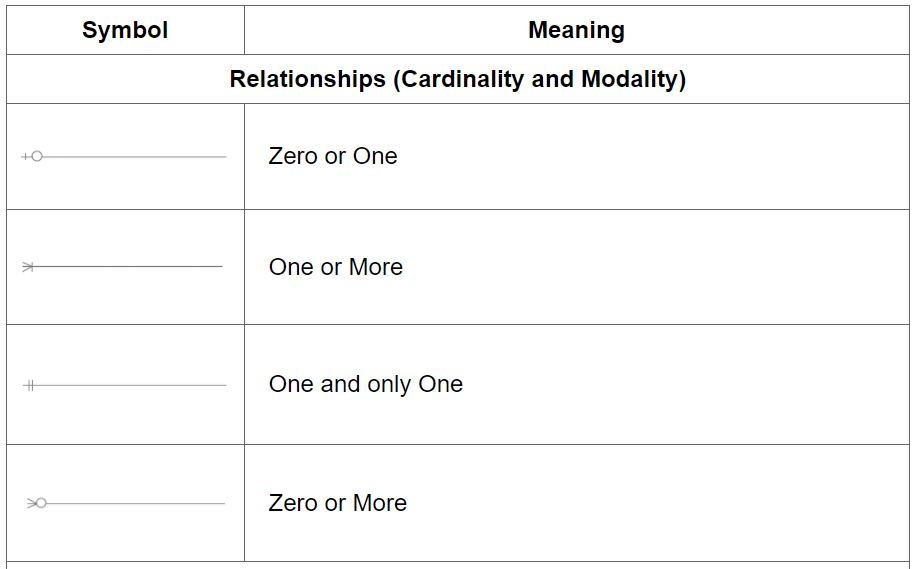 Symbol Meaning
Relationships (Cardinality and Modality)
Zero or One
One or More
One and only One
Zero or More